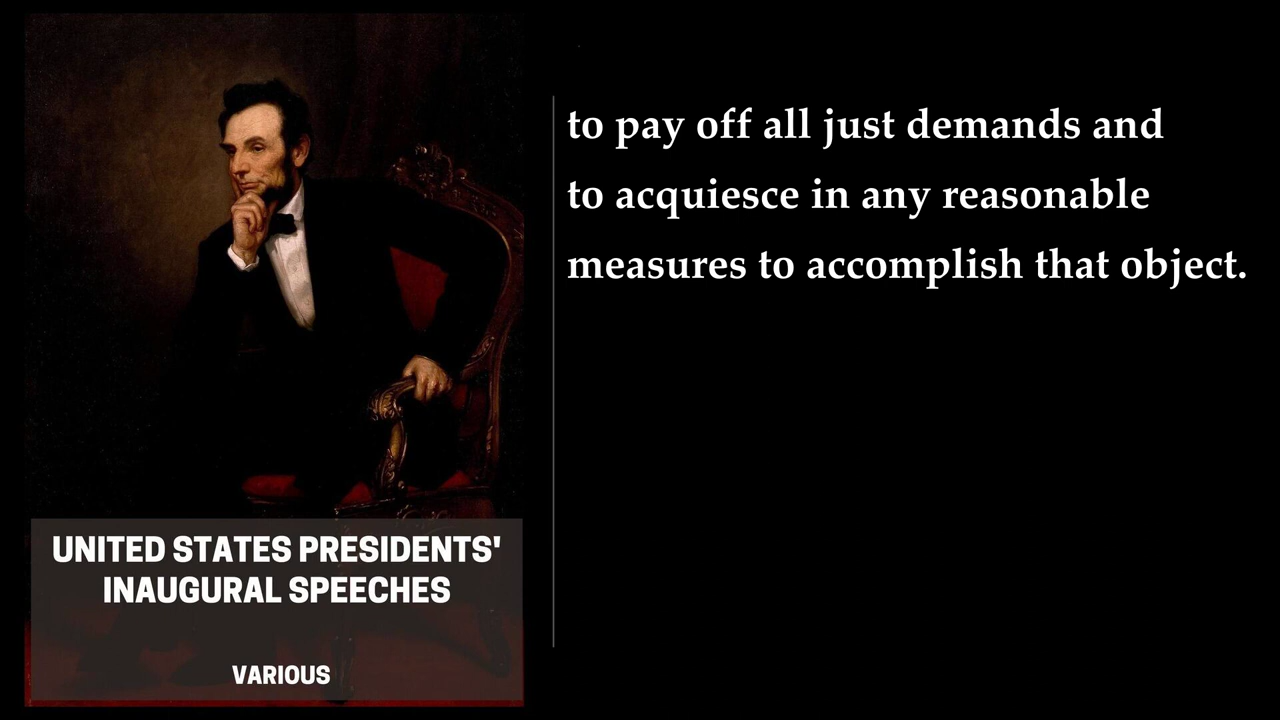 to pay off all just demands and
to acquiesce in any reasonable
measures to accomplish that object.
UNITED STATES PRESIDENTS'
INAUGURAL SPEECHES
VARIOUS